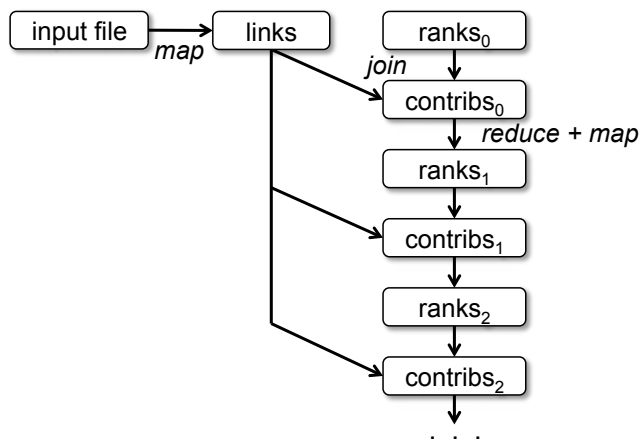 input file
map
links
ranks₀
join
contribs₀
reduce + map
ranks₁
contribs₁
ranks₂
contribs₂
. . .